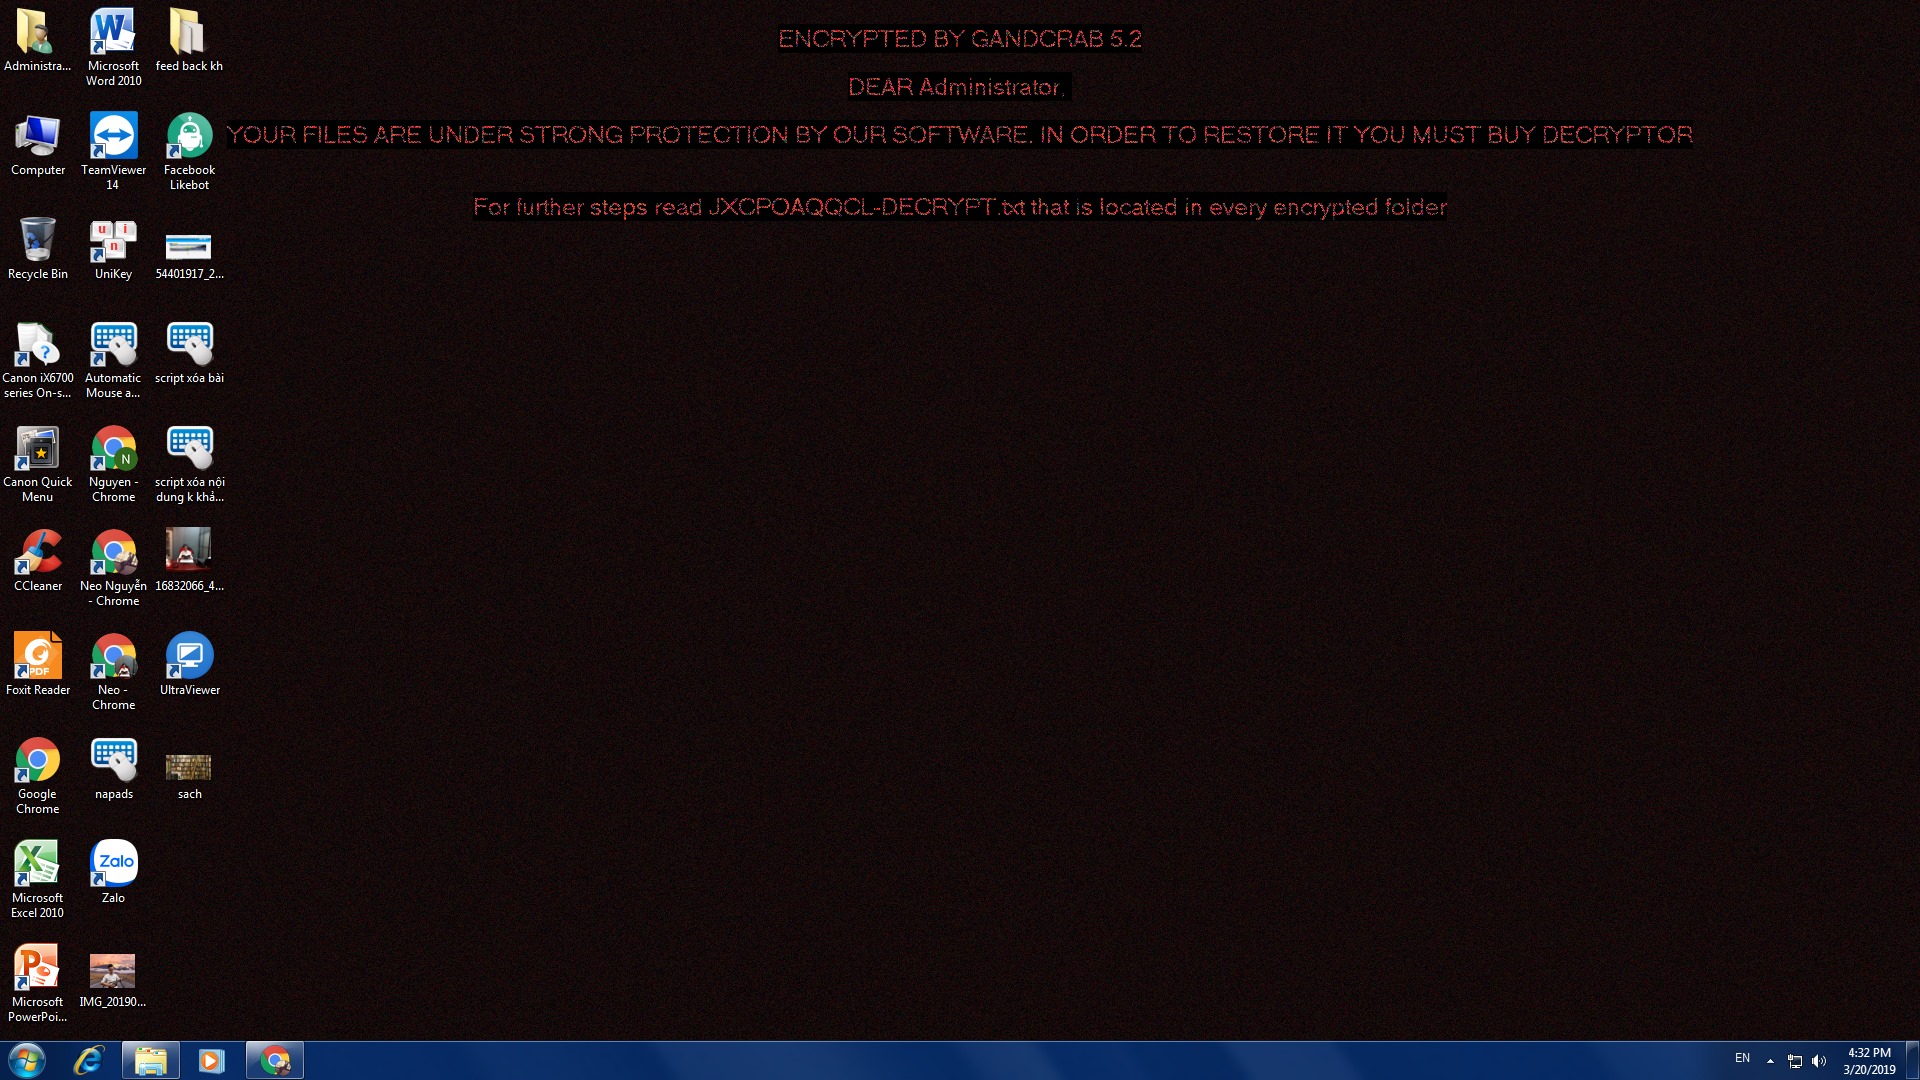 ENCRYPTED BY GANDCRAB 5.2
DEAR Administrator,
YOUR FILES ARE UNDER STRONG PROTECTION BY OUR SOFTWARE. IN ORDER TO RESTORE IT YOU MUST BUY DECRYPTOR
For further steps read JXCPOAQQCL-DECRYPT.txt that is located in every encrypted folder
Administra...
Computer
Recycle Bin
Canon iX6700
series On-s...
Canon Quick
Menu
CCleaner
PDF
Foxit Reader
Google
Chrome
Microsoft
Excel 2010
Microsoft
PowerPoi...
Microsoft
Word 2010
TeamViewer
14
u i
n
UniKey
Automatic
Mouse a...
N
Nguyen -
Chrome
Neo Nguyễn
- Chrome
Neo -
Chrome
napads
Zalo
Zalo
IMG_20190...
feed back kh
Facebook
Likebot
54401917_2...
script xóa bài
script xóa nội
dung k khả...
16832066_4...
UltraViewer
sach
EN
4:32 PM
3/20/2019